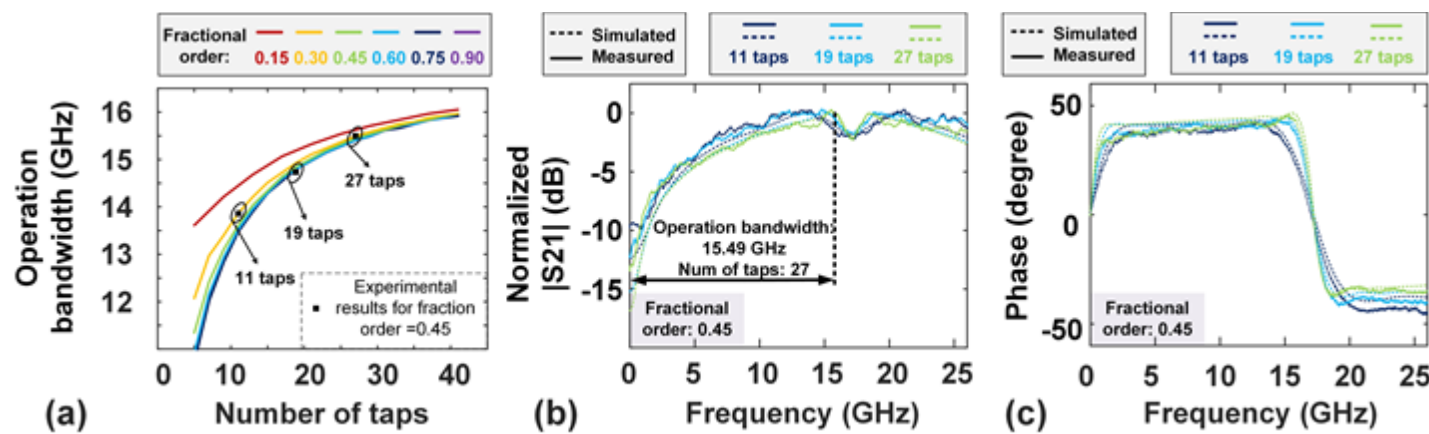 Fractional
order:
0.15 0.30 0.45 0.60 0.75 0.90
Operation
bandwidth (GHz)
16
15
14
13
12
11 taps
19 taps
27 taps
Experimental
results for fraction
order =0.45
0 10 20 30 40
Number of taps
(a)
Simulated
Measured
11 taps 19 taps 27 taps
Normalized
|S21| (dB)
0
-5
-10
-15
Operation bandwidth:
15.49 GHz
Num of taps: 27
Fractional
order: 0.45
0 5 10 15 20 25
Frequency (GHz)
(b)
Simulated
Measured
11 taps 19 taps 27 taps
Phase (degree)
50
0
-50
Fractional
order: 0.45
0 5 10 15 20 25
Frequency (GHz)
(c)